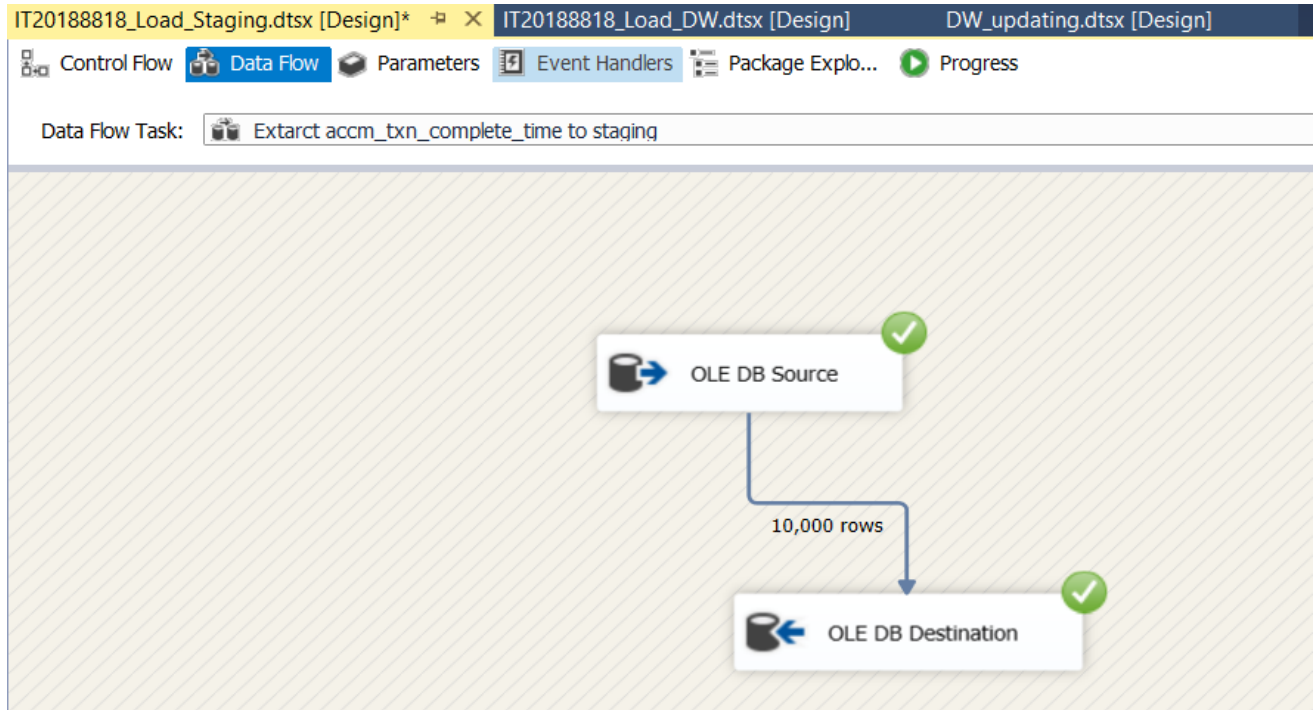 IT20188818_Load_Staging.dtsx [Design]* IT20188818_Load_DW.dtsx [Design] DW_updating.dtsx [Design]
Control Flow Data Flow Parameters Event Handlers Package Explo... Progress
Data Flow Task: Extarct accm_txn_complete_time to staging
OLE DB Source
10,000 rows
OLE DB Destination